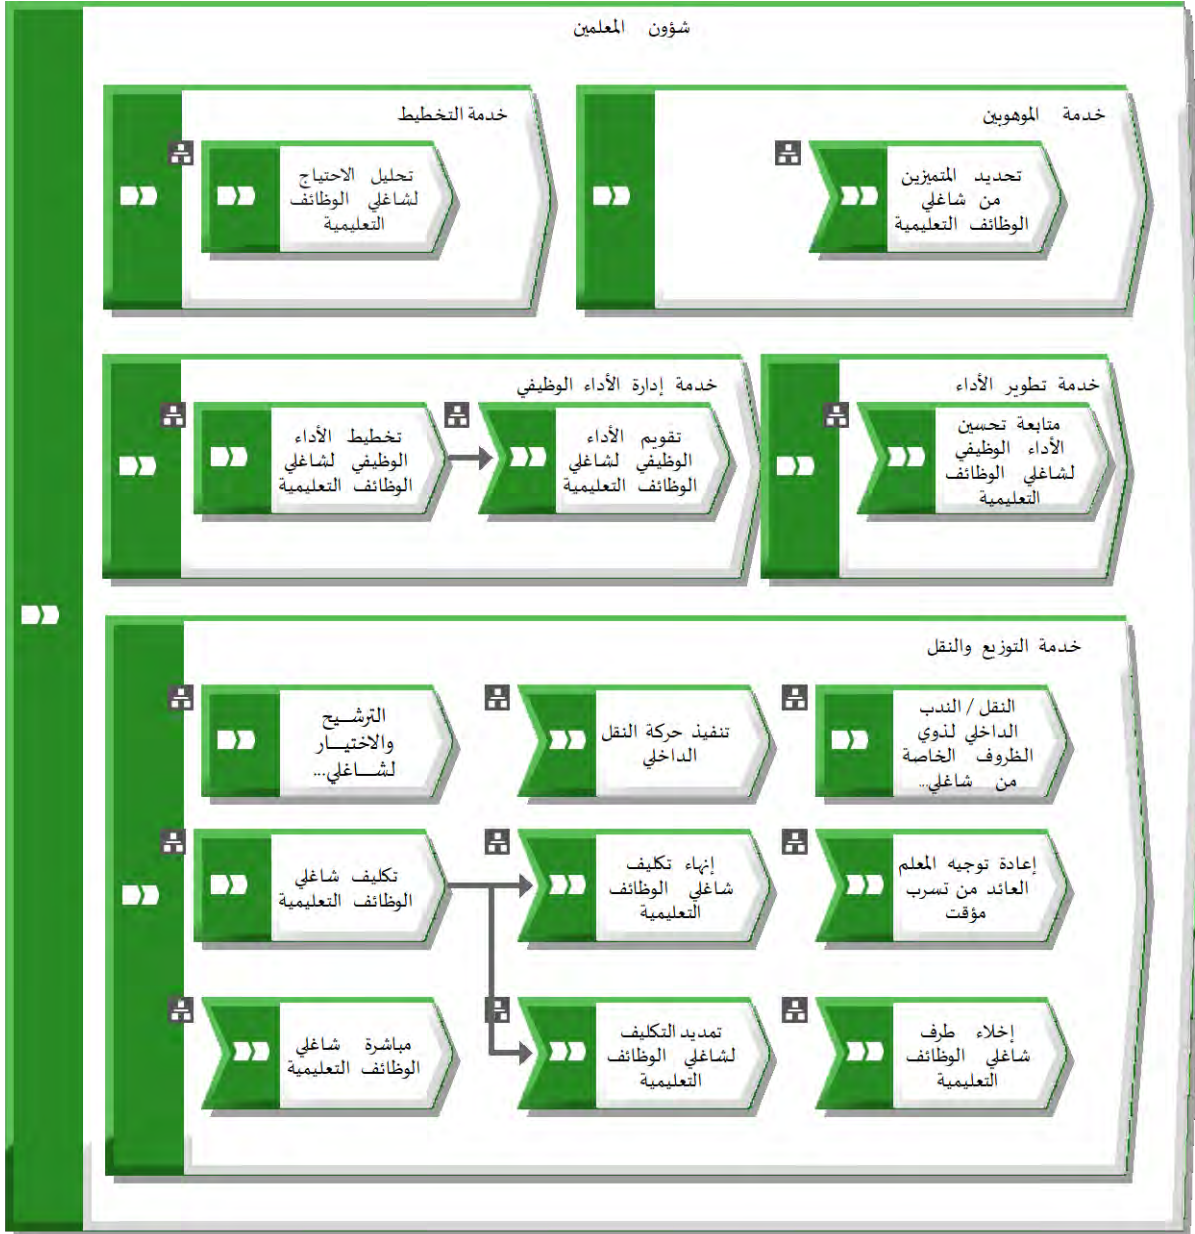 شؤون المعلمين
خدمة الموهوبين
تحديد المتميزين
من شاغلي
الوظائف التعليمية
خدمة التخطيط
تحليل الاحتياج
لشاغلي الوظائف
التعليمية
خدمة تطوير الأداء
متابعة تحسين
الأداء الوظيفي
لشاغلي الوظائف
التعليمية
خدمة إدارة الأداء الوظيفي
تخطيط الأداء
الوظيفي لشاغلي
الوظائف التعليمية
تقويم الأداء
الوظيفي لشاغلي
الوظائف التعليمية
خدمة التوزيع والنقل
النقل / الندب
الداخلي لذوي
الظروف الخاصة
من شاغلي...
تنفيذ حركة النقل
الداخلي
الترشيح
والاختيار
لشاغلي...
إعادة توجيه المعلم
العائد من تسرب
مؤقت
إنهاء تكليف
شاغلي الوظائف
التعليمية
تكليف شاغلي
الوظائف التعليمية
إخلاء طرف
شاغلي الوظائف
التعليمية
تمديد التكليف
لشاغلي الوظائف
التعليمية
مباشرة شاغلي
الوظائف التعليمية